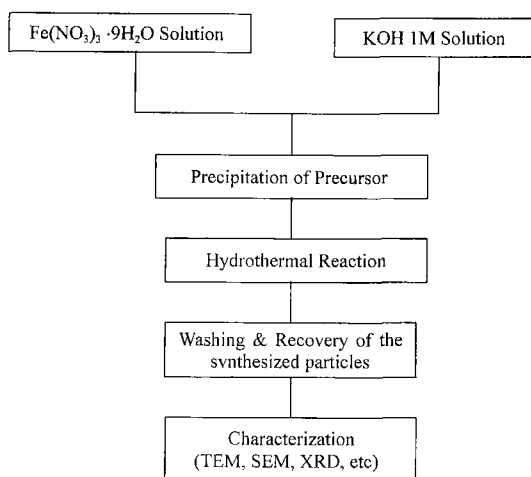 Fe(NO₃)₃ ·9H₂O Solution
KOH 1M Solution
Precipitation of Precursor
Hydrothermal Reaction
Washing & Recovery of the
synthesized particles
Characterization
(TEM, SEM, XRD, etc)